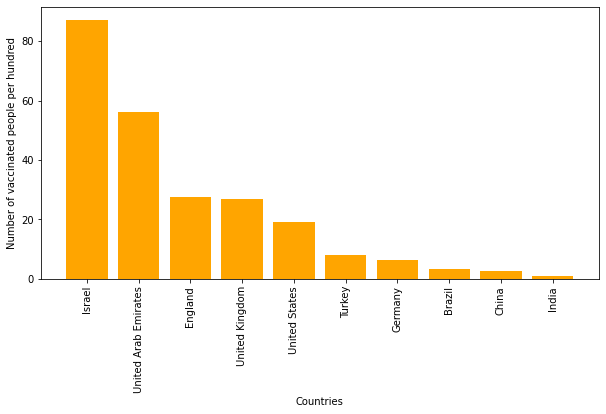 Number of vaccinated people per hundred
80
60
40
20
0
Israel
United Arab Emirates
England
United Kingdom
United States
Turkey
Germany
Brazil
China
India
Countries